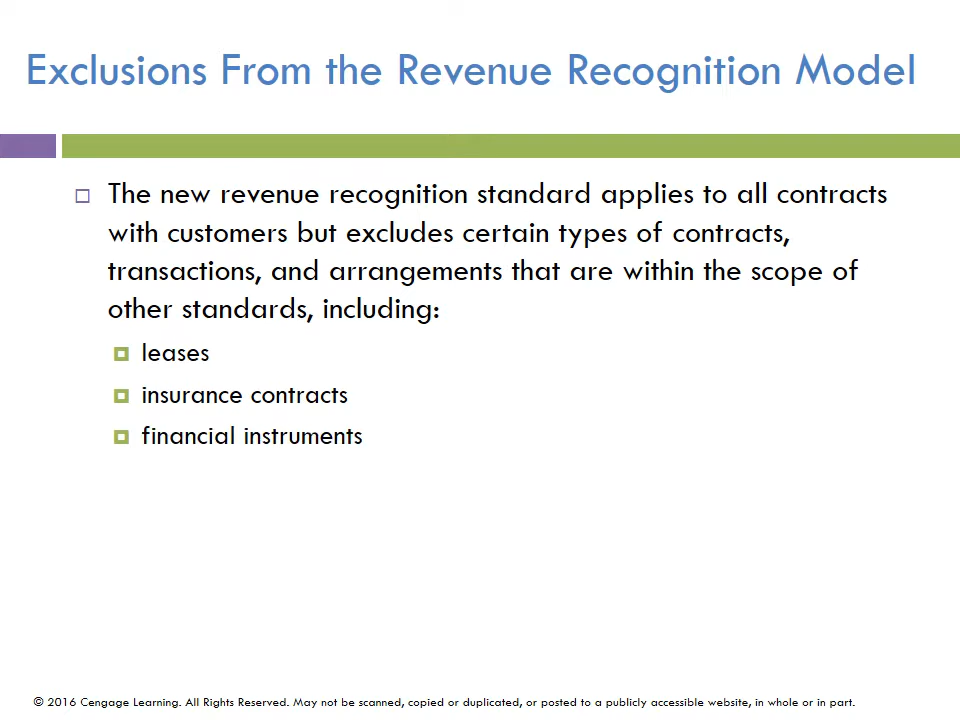 Exclusions From the Revenue Recognition Model
The new revenue recognition standard applies to all contracts
with customers but excludes certain types of contracts,
transactions, and arrangements that are within the scope of
other standards, including:
leases
insurance contracts
financial instruments
© 2016 Cengage Learning. All Rights Reserved. May not be scanned, copied or duplicated, or posted to a publicly accessible website, in whole or in part.